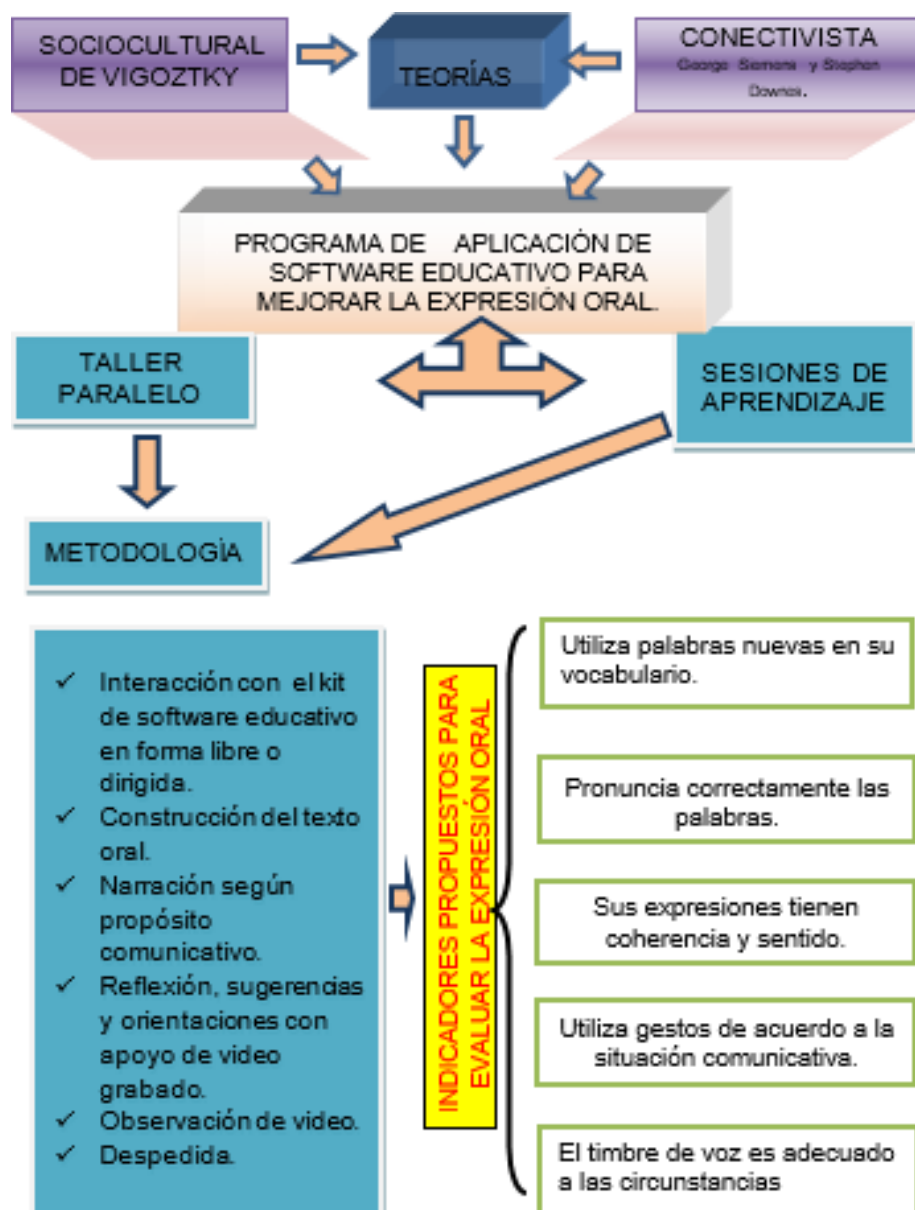 SOCIOCULTURAL
DE VIGOZTKY
TEORÍAS
CONECTIVISTA
George Siemens y Stephen
Downes.
PROGRAMA DE APLICACIÓN DE
SOFTWARE EDUCATIVO PARA
MEJORAR LA EXPRESIÓN ORAL.
TALLER
PARALELO
SESIONES DE
APRENDIZAJE
METODOLOGÌA
✓ Interacción con el kit
de software educativo
en forma libre o
dirigida.
✓ Construcción del texto
oral.
✓ Narración según
propósito
comunicativo.
✓ Reflexión, sugerencias
y orientaciones con
apoyo de video
grabado.
✓ Observación de video.
✓ Despedida.
INDICADORES PROPUESTOS PARA
EVALUAR LA EXPRESIÓN ORAL
Utiliza palabras nuevas en su
vocabulario.
Pronuncia correctamente las
palabras.
Sus expresiones tienen
coherencia y sentido.
Utiliza gestos de acuerdo a la
situación comunicativa.
El timbre de voz es adecuado
a las circunstancias